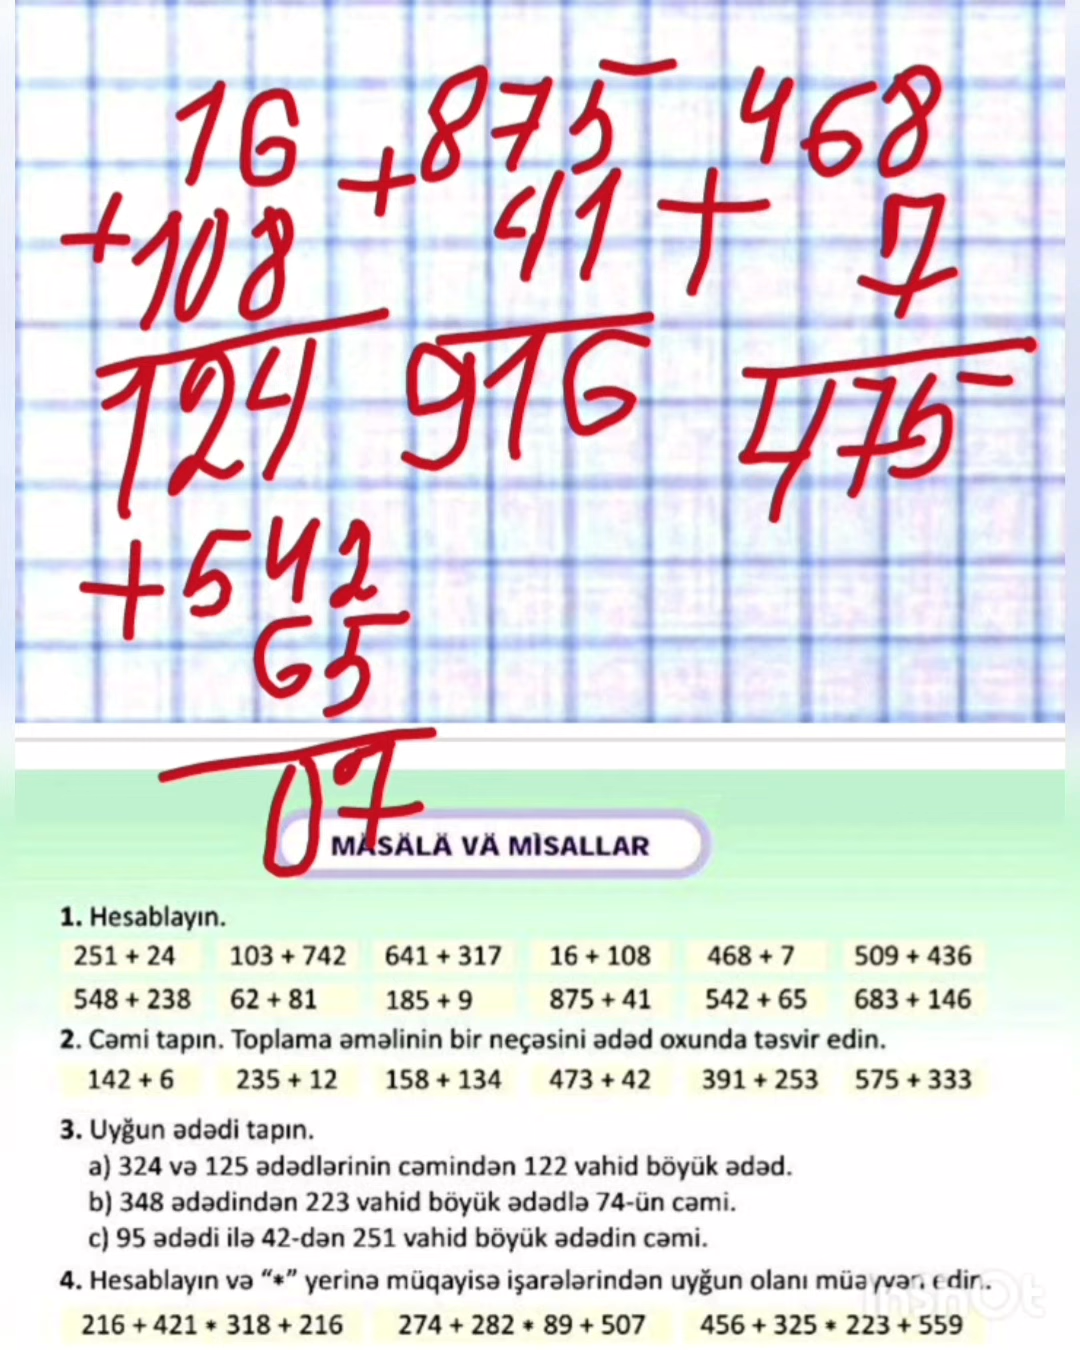 16 +875 468
+108 41 + 7
124 916 475
+542
65
07
MÄSÄLÄ VÄ MÌSALLAR
1. Hesablayın.
251 + 24 103 + 742 641 + 317 16 + 108 468 + 7 509 + 436
548 + 238 62 + 81 185 + 9 875 + 41 542 + 65 683 + 146
2. Cəmi tapın. Toplama əməlinin bir neçəsini ədəd oxunda təsvir edin.
142 + 6 235 + 12 158 + 134 473 + 42 391 + 253 575 + 333
3. Uyğun ədədi tapın.
a) 324 və 125 ədədlərinin cəmindən 122 vahid böyük ədəd.
b) 348 ədədindən 223 vahid böyük ədədlə 74-ün cəmi.
c) 95 ədədi ilə 42-dən 251 vahid böyük ədədin cəmi.
4. Hesablayın və “*” yerinə müqayisə işarələrindən uyğun olanı müəyyən edin.
216 + 421 * 318 + 216 274 + 282 * 89 + 507 456 + 325 * 223 + 559
InShOt